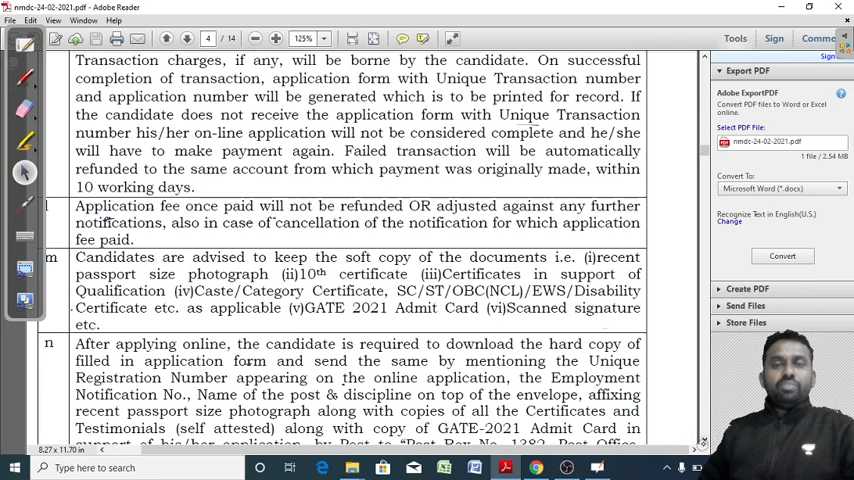 nmdc-24-02-2021.pdf - Adobe Reader
File Edit View Window Help
4 / 14 125% Tools Sign Comme
Transaction charges, if any, will be borne by the candidate. On successful
completion of transaction, application form with Unique Transaction number
and application number will be generated which is to be printed for record. If
the candidate does not receive the application form with Unique Transaction
number his/her on-line application will not be considered complete and he/she
will have to make payment again. Failed transaction will be automatically
refunded to the same account from which payment was originally made, within
10 working days.
l Application fee once paid will not be refunded OR adjusted against any further
notifications, also in case of cancellation of the notification for which application
fee paid.
m Candidates are advised to keep the soft copy of the documents i.e. (i)recent
passport size photograph (ii)10th certificate (iii)Certificates in support of
Qualification (iv)Caste/Category Certificate, SC/ST/OBC(NCL)/EWS/Disability
Certificate etc. as applicable (v)GATE 2021 Admit Card (vi)Scanned signature
etc.
n After applying online, the candidate is required to download the hard copy of
filled in application form and send the same by mentioning the Unique
Registration Number appearing on the online application, the Employment
Notification No., Name of the post & discipline on top of the envelope, affixing
recent passport size photograph along with copies of all the Certificates and
Testimonials (self attested) along with copy of GATE-2021 Admit Card in
support of his/her application, by Post to "Post Box No. 1382, Post Office,
8.27 x 11.70 in
Sign
Export PDF
Adobe ExportPDF
Convert PDF files to Word or Excel
online.
Select PDF File:
nmdc-24-02-2021.pdf
1 file / 2.54 MB
Convert To:
Microsoft Word (*.docx)
Recognize Text in English(U.S.)
Change
Convert
Create PDF
Send Files
Store Files
Type here to search